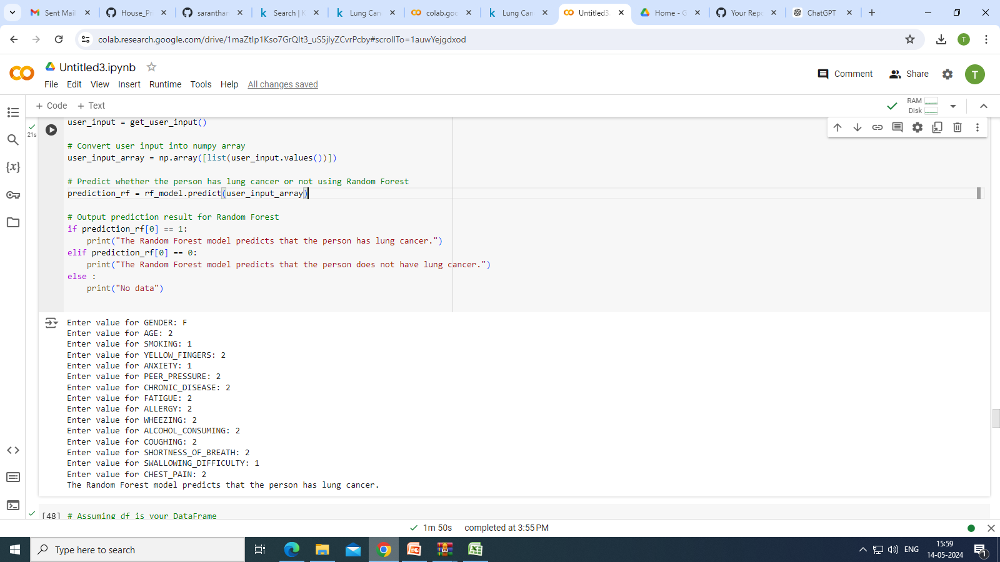 Sent Mail
House_Pr
saranthar
Search | K
Lung Can
colab.goo
Lung Can
Untitled3
Home - G
Your Repo
ChatGPT
colab.research.google.com/drive/1maZtIp1Kso7GrQIt3_uS5jlyZCvrPcby#scrollTo=1auwYejgdxod
T
Untitled3.ipynb
File Edit View Insert Runtime Tools Help All changes saved
Comment Share T
+ Code + Text
RAM
Disk
21s
user_input = get_user_input()
# Convert user input into numpy array
user_input_array = np.array([list(user_input.values())])
# Predict whether the person has lung cancer or not using Random Forest
prediction_rf = rf_model.predict(user_input_array)
# Output prediction result for Random Forest
if prediction_rf[0] == 1:
    print("The Random Forest model predicts that the person has lung cancer.")
elif prediction_rf[0] == 0:
    print("The Random Forest model predicts that the person does not have lung cancer.")
else :
    print("No data")
Enter value for GENDER: F
Enter value for AGE: 2
Enter value for SMOKING: 1
Enter value for YELLOW_FINGERS: 2
Enter value for ANXIETY: 1
Enter value for PEER_PRESSURE: 2
Enter value for CHRONIC_DISEASE: 2
Enter value for FATIGUE: 2
Enter value for ALLERGY: 2
Enter value for WHEEZING: 2
Enter value for ALCOHOL_CONSUMING: 2
Enter value for COUGHING: 2
Enter value for SHORTNESS_OF_BREATH: 2
Enter value for SWALLOWING_DIFFICULTY: 1
Enter value for CHEST_PAIN: 2
The Random Forest model predicts that the person has lung cancer.
[48] # Assuming df is your DataFrame
1m 50s completed at 3:55 PM
Type here to search
ENG
15:59
14-05-2024
1